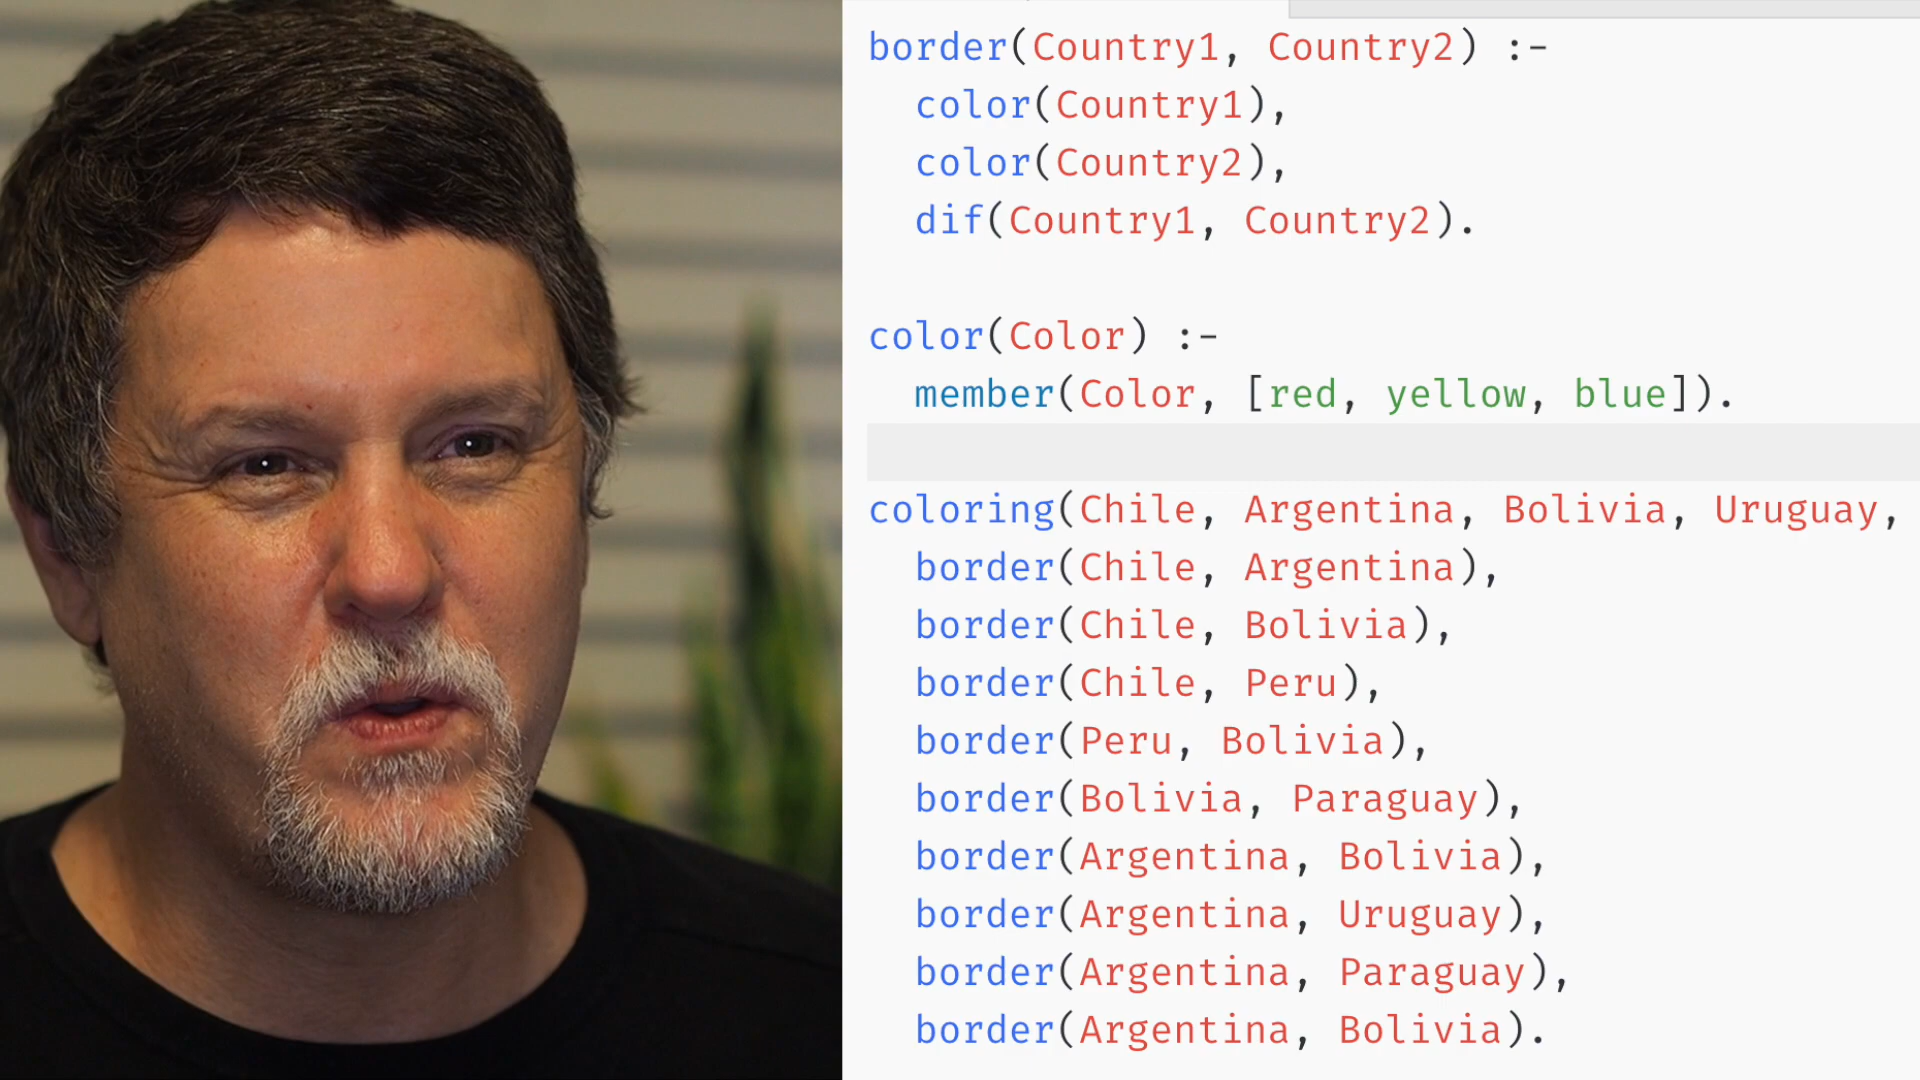 border(Country1, Country2) :-
color(Country1),
color(Country2),
dif(Country1, Country2).
color(Color) :-
member(Color, [red, yellow, blue]).
coloring(Chile, Argentina, Bolivia, Uruguay,
border(Chile, Argentina),
border(Chile, Bolivia),
border(Chile, Peru),
border(Peru, Bolivia),
border(Bolivia, Paraguay),
border(Argentina, Bolivia),
border(Argentina, Uruguay),
border(Argentina, Paraguay),
border(Argentina, Bolivia).